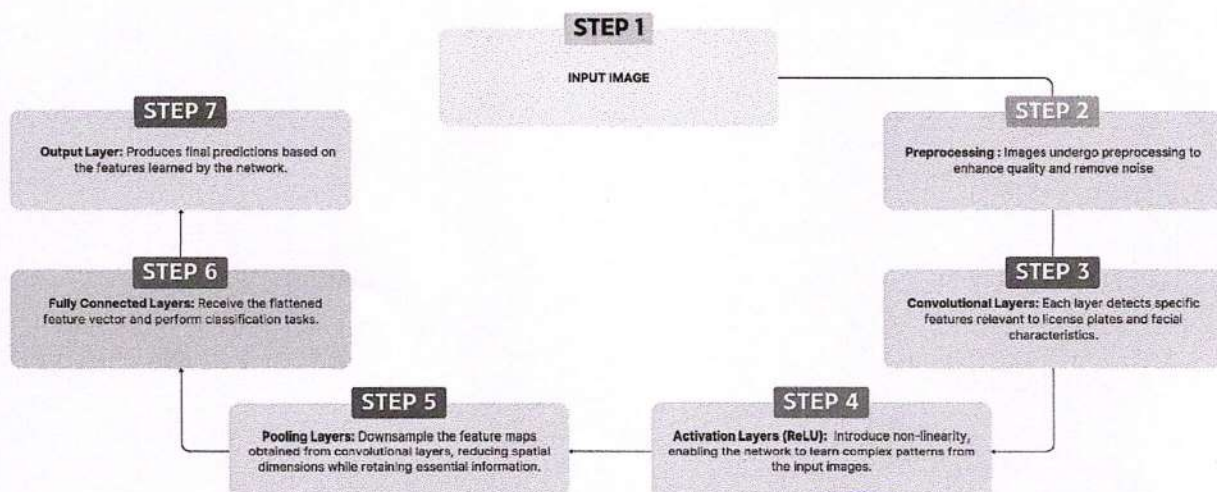 STEP 1
INPUT IMAGE
STEP 2
Preprocessing : Images undergo preprocessing to
enhance quality and remove noise
STEP 3
Convolutional Layers: Each layer detects specific
features relevant to license plates and facial
characteristics.
STEP 4
Activation Layers (ReLU): Introduce non-linearity,
enabling the network to learn complex patterns from
the input images.
STEP 5
Pooling Layers: Downsample the feature maps
obtained from convolutional layers, reducing spatial
dimensions while retaining essential information.
STEP 6
Fully Connected Layers: Receive the flattened
feature vector and perform classification tasks.
STEP 7
Output Layer: Produces final predictions based on
the features learned by the network.